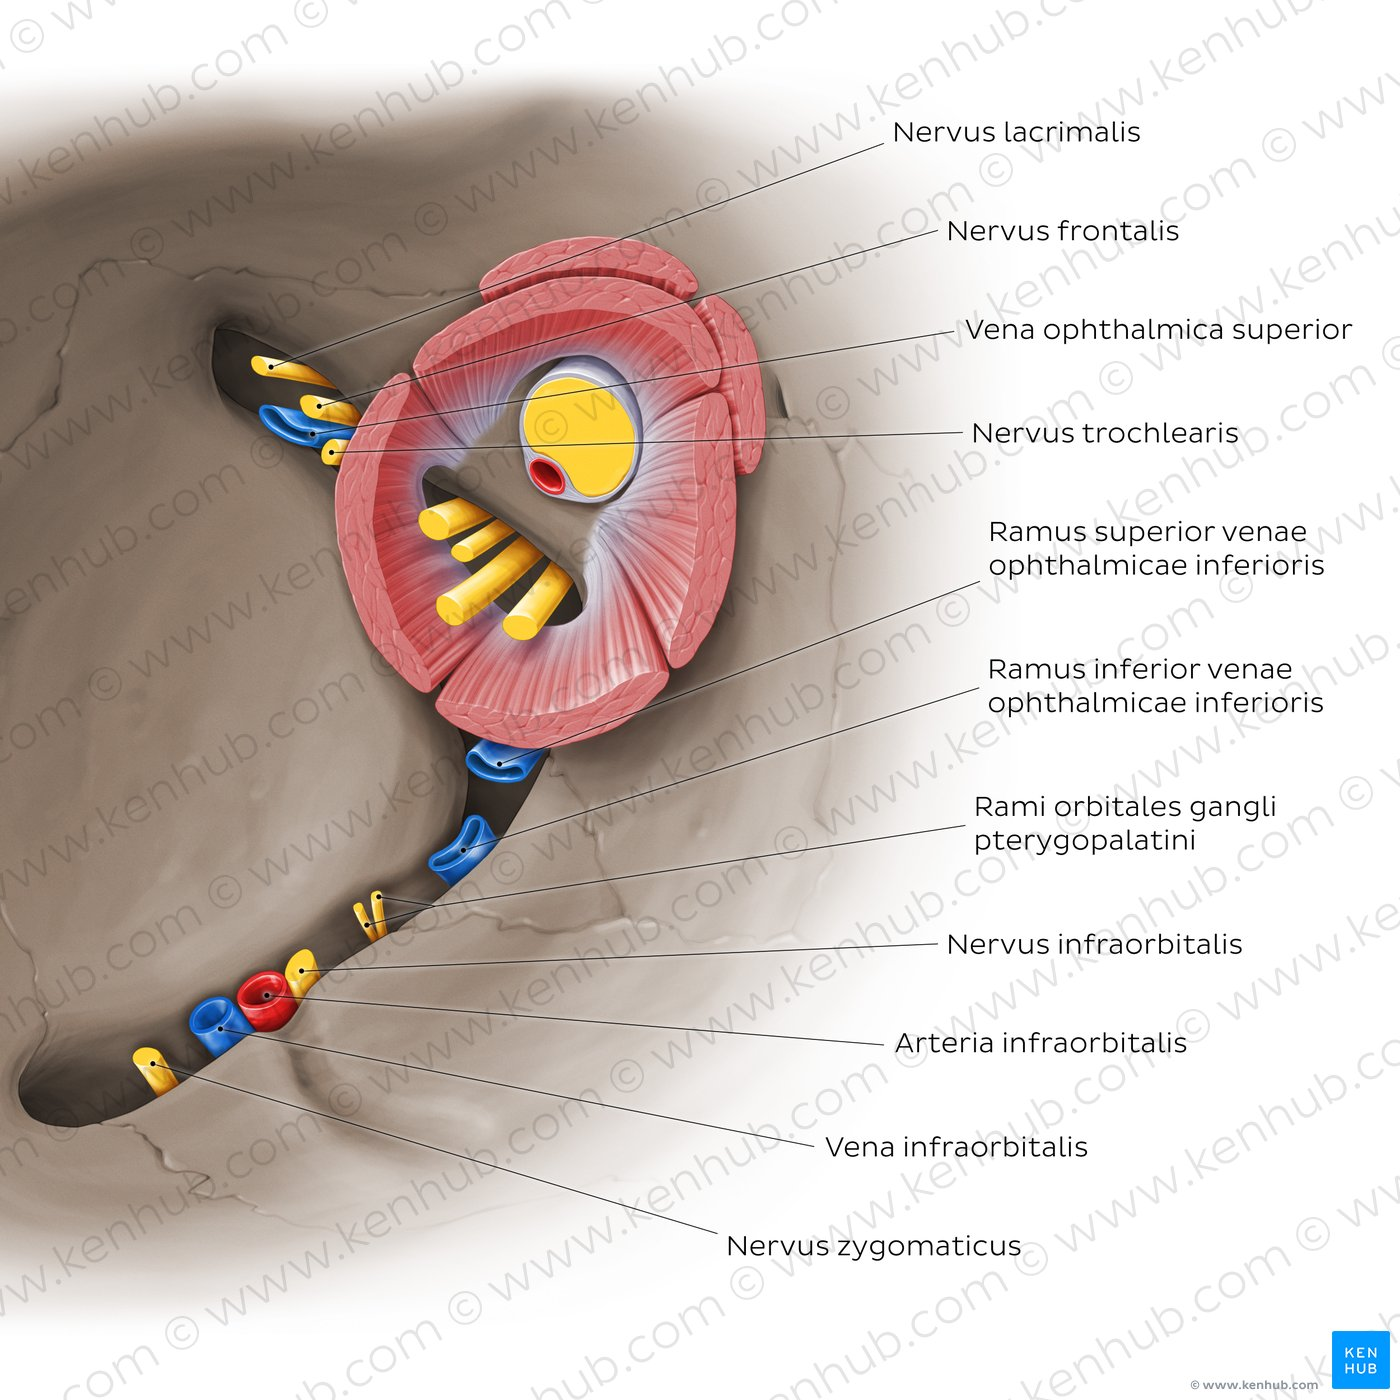 Nervus lacrimalis
Nervus frontalis
Vena ophthalmica superior
Nervus trochlearis
Ramus superior venae
ophthalmicae inferioris
Ramus inferior venae
ophthalmicae inferioris
Rami orbitales gangli
pterygopalatini
Nervus infraorbitalis
Arteria infraorbitalis
Vena infraorbitalis
Nervus zygomaticus
KEN
HUB
© www.kenhub.com